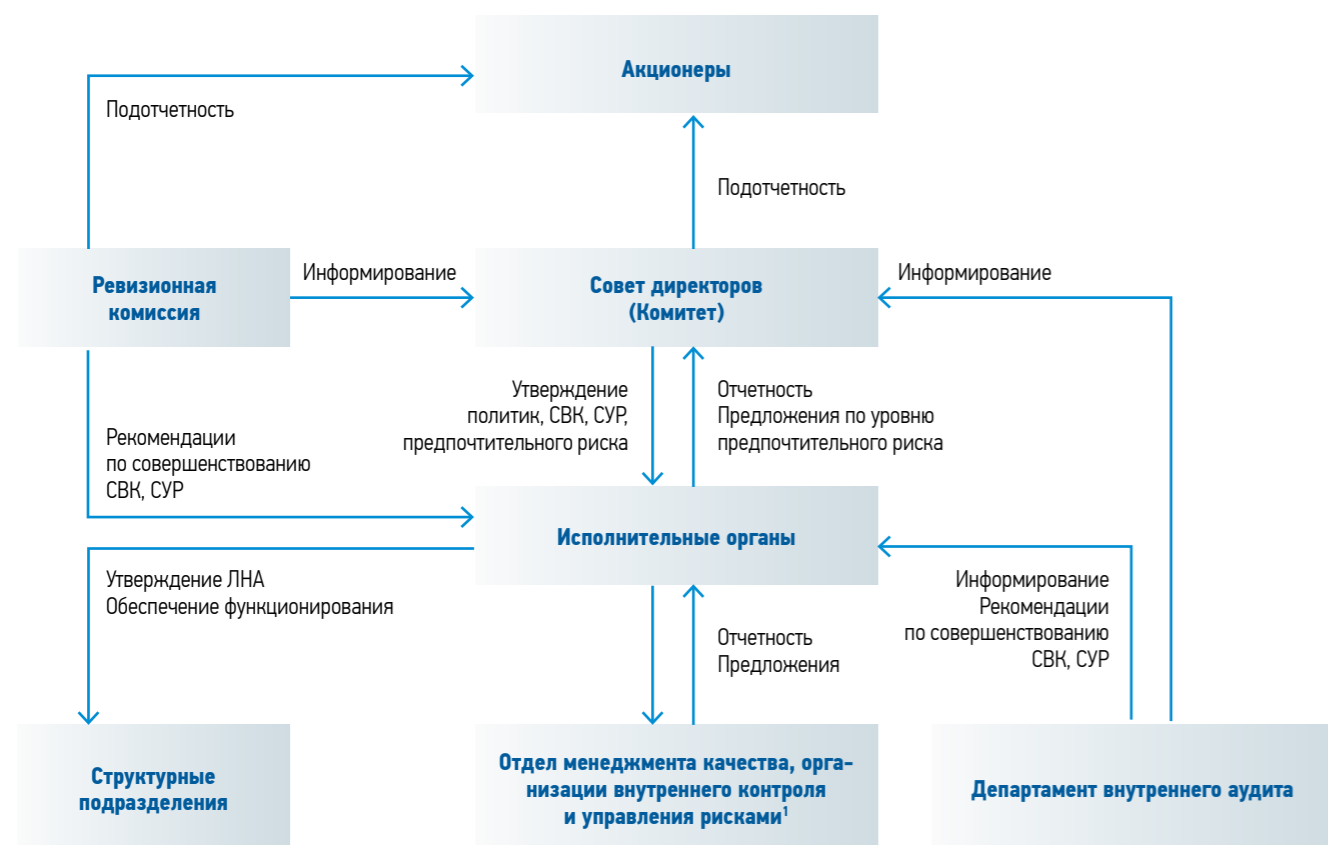 Акционеры
Подотчетность
Подотчетность
Ревизионная
комиссия
Информирование
Совет директоров
(Комитет)
Информирование
Утверждение
политик, СВК, СУР,
предпочтительного риска
Отчетность
Предложения по уровню
предпочтительного риска
Рекомендации
по совершенствованию
СВК, СУР
Исполнительные органы
Утверждение ЛНА
Обеспечение функционирования
Отчетность
Предложения
Информирование
Рекомендации
по совершенствованию
СВК, СУР
Структурные
подразделения
Отдел менеджмента качества, орга-
низации внутреннего контроля
и управления рисками¹
Департамент внутреннего аудита